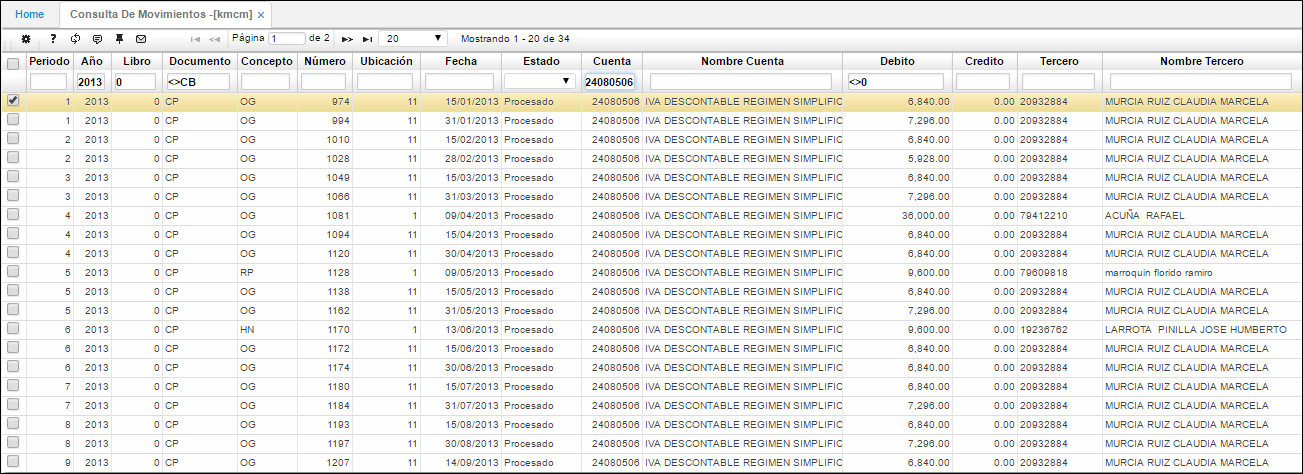 Home Consulta De Movimientos -[kmcm] ×
? Página 1 de 2 20 Mostrando 1 - 20 de 34
Periodo Año Libro Documento Concepto Número Ubicación Fecha Estado Cuenta Nombre Cuenta Debito Credito Tercero Nombre Tercero
2013 0 <>CB 24080506 <>0
1 2013 0 CP OG 974 11 15/01/2013 Procesado 24080506 IVA DESCONTABLE REGIMEN SIMPLIFIC 6,840.00 0.00 20932884 MURCIA RUIZ CLAUDIA MARCELA
1 2013 0 CP OG 994 11 31/01/2013 Procesado 24080506 IVA DESCONTABLE REGIMEN SIMPLIFIC 7,296.00 0.00 20932884 MURCIA RUIZ CLAUDIA MARCELA
2 2013 0 CP OG 1010 11 15/02/2013 Procesado 24080506 IVA DESCONTABLE REGIMEN SIMPLIFIC 6,840.00 0.00 20932884 MURCIA RUIZ CLAUDIA MARCELA
2 2013 0 CP OG 1028 11 28/02/2013 Procesado 24080506 IVA DESCONTABLE REGIMEN SIMPLIFIC 5,928.00 0.00 20932884 MURCIA RUIZ CLAUDIA MARCELA
3 2013 0 CP OG 1049 11 15/03/2013 Procesado 24080506 IVA DESCONTABLE REGIMEN SIMPLIFIC 6,840.00 0.00 20932884 MURCIA RUIZ CLAUDIA MARCELA
3 2013 0 CP OG 1066 11 31/03/2013 Procesado 24080506 IVA DESCONTABLE REGIMEN SIMPLIFIC 7,296.00 0.00 20932884 MURCIA RUIZ CLAUDIA MARCELA
4 2013 0 CP OG 1081 1 09/04/2013 Procesado 24080506 IVA DESCONTABLE REGIMEN SIMPLIFIC 36,000.00 0.00 79412210 ACUÑA RAFAEL
4 2013 0 CP OG 1094 11 15/04/2013 Procesado 24080506 IVA DESCONTABLE REGIMEN SIMPLIFIC 6,840.00 0.00 20932884 MURCIA RUIZ CLAUDIA MARCELA
4 2013 0 CP OG 1120 11 30/04/2013 Procesado 24080506 IVA DESCONTABLE REGIMEN SIMPLIFIC 6,840.00 0.00 20932884 MURCIA RUIZ CLAUDIA MARCELA
5 2013 0 CP RP 1128 1 09/05/2013 Procesado 24080506 IVA DESCONTABLE REGIMEN SIMPLIFIC 9,600.00 0.00 79609818 marroquin florido ramiro
5 2013 0 CP OG 1138 11 15/05/2013 Procesado 24080506 IVA DESCONTABLE REGIMEN SIMPLIFIC 6,840.00 0.00 20932884 MURCIA RUIZ CLAUDIA MARCELA
5 2013 0 CP OG 1162 11 31/05/2013 Procesado 24080506 IVA DESCONTABLE REGIMEN SIMPLIFIC 7,296.00 0.00 20932884 MURCIA RUIZ CLAUDIA MARCELA
6 2013 0 CP HN 1170 1 13/06/2013 Procesado 24080506 IVA DESCONTABLE REGIMEN SIMPLIFIC 9,600.00 0.00 19236762 LARROTA PINILLA JOSE HUMBERTO
6 2013 0 CP OG 1172 11 15/06/2013 Procesado 24080506 IVA DESCONTABLE REGIMEN SIMPLIFIC 6,840.00 0.00 20932884 MURCIA RUIZ CLAUDIA MARCELA
6 2013 0 CP OG 1174 11 30/06/2013 Procesado 24080506 IVA DESCONTABLE REGIMEN SIMPLIFIC 6,840.00 0.00 20932884 MURCIA RUIZ CLAUDIA MARCELA
7 2013 0 CP OG 1180 11 15/07/2013 Procesado 24080506 IVA DESCONTABLE REGIMEN SIMPLIFIC 6,840.00 0.00 20932884 MURCIA RUIZ CLAUDIA MARCELA
7 2013 0 CP OG 1184 11 31/07/2013 Procesado 24080506 IVA DESCONTABLE REGIMEN SIMPLIFIC 7,296.00 0.00 20932884 MURCIA RUIZ CLAUDIA MARCELA
8 2013 0 CP OG 1193 11 15/08/2013 Procesado 24080506 IVA DESCONTABLE REGIMEN SIMPLIFIC 6,840.00 0.00 20932884 MURCIA RUIZ CLAUDIA MARCELA
8 2013 0 CP OG 1197 11 30/08/2013 Procesado 24080506 IVA DESCONTABLE REGIMEN SIMPLIFIC 7,296.00 0.00 20932884 MURCIA RUIZ CLAUDIA MARCELA
9 2013 0 CP OG 1207 11 14/09/2013 Procesado 24080506 IVA DESCONTABLE REGIMEN SIMPLIFIC 6,840.00 0.00 20932884 MURCIA RUIZ CLAUDIA MARCELA